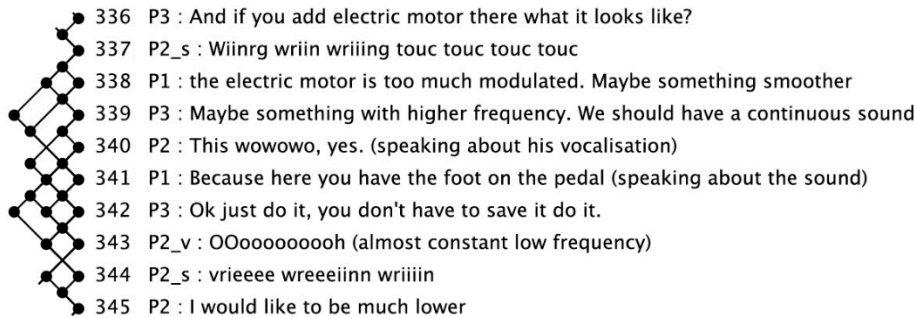 336 P3 : And if you add electric motor there what it looks like?
337 P2_s : Wiinrg wriin wriiing touc touc touc touc
338 P1 : the electric motor is too much modulated. Maybe something smoother
339 P3 : Maybe something with higher frequency. We should have a continuous sound
340 P2 : This wowowo, yes. (speaking about his vocalisation)
341 P1 : Because here you have the foot on the pedal (speaking about the sound)
342 P3 : Ok just do it, you don't have to save it do it.
343 P2_v : OOoooooooooh (almost constant low frequency)
344 P2_s : vrieeee wreeeiinn wriiiin
345 P2 : I would like to be much lower